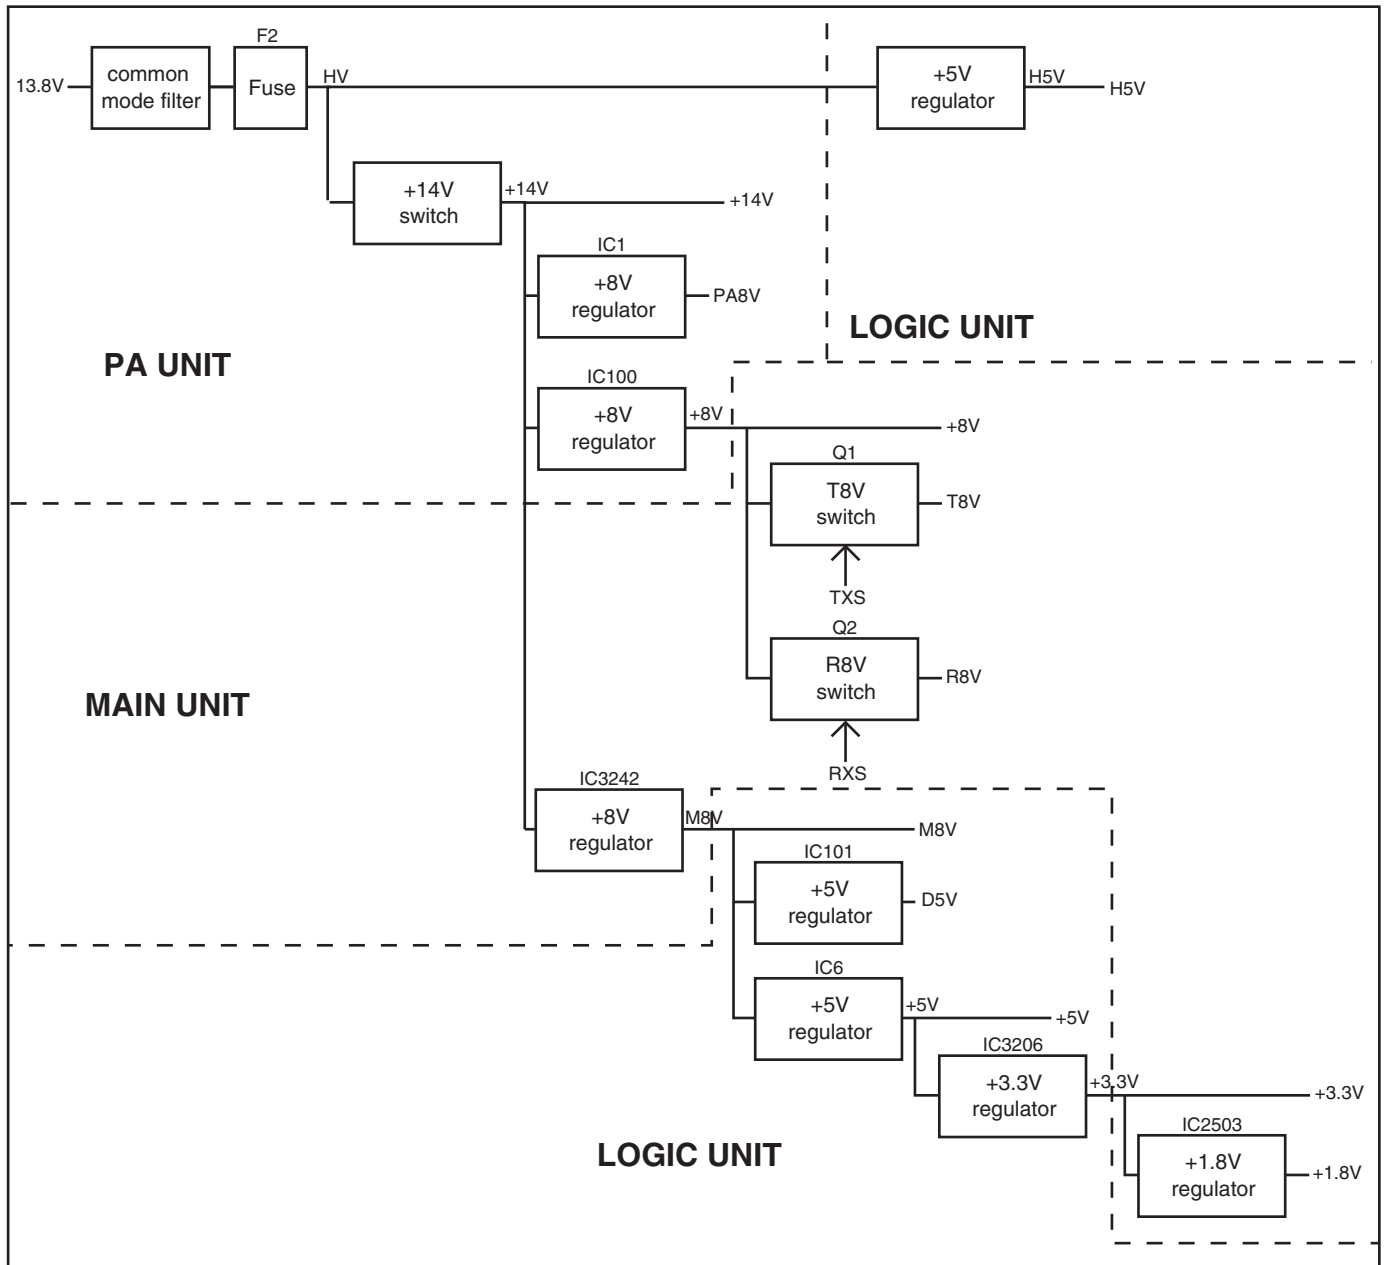 F2
13.8V
common
mode filter
Fuse
HV
+5V
regulator
H5V
H5V
+14V
switch
+14V
+14V
IC1
+8V
regulator
PA8V
LOGIC UNIT
PA UNIT
IC100
+8V
regulator
+8V
+8V
Q1
T8V
switch
T8V
TXS
Q2
R8V
switch
R8V
RXS
MAIN UNIT
IC3242
+8V
regulator
M8V
M8V
IC101
+5V
regulator
D5V
IC6
+5V
regulator
+5V
+5V
IC3206
+3.3V
regulator
+3.3V
+3.3V
IC2503
+1.8V
regulator
+1.8V
LOGIC UNIT